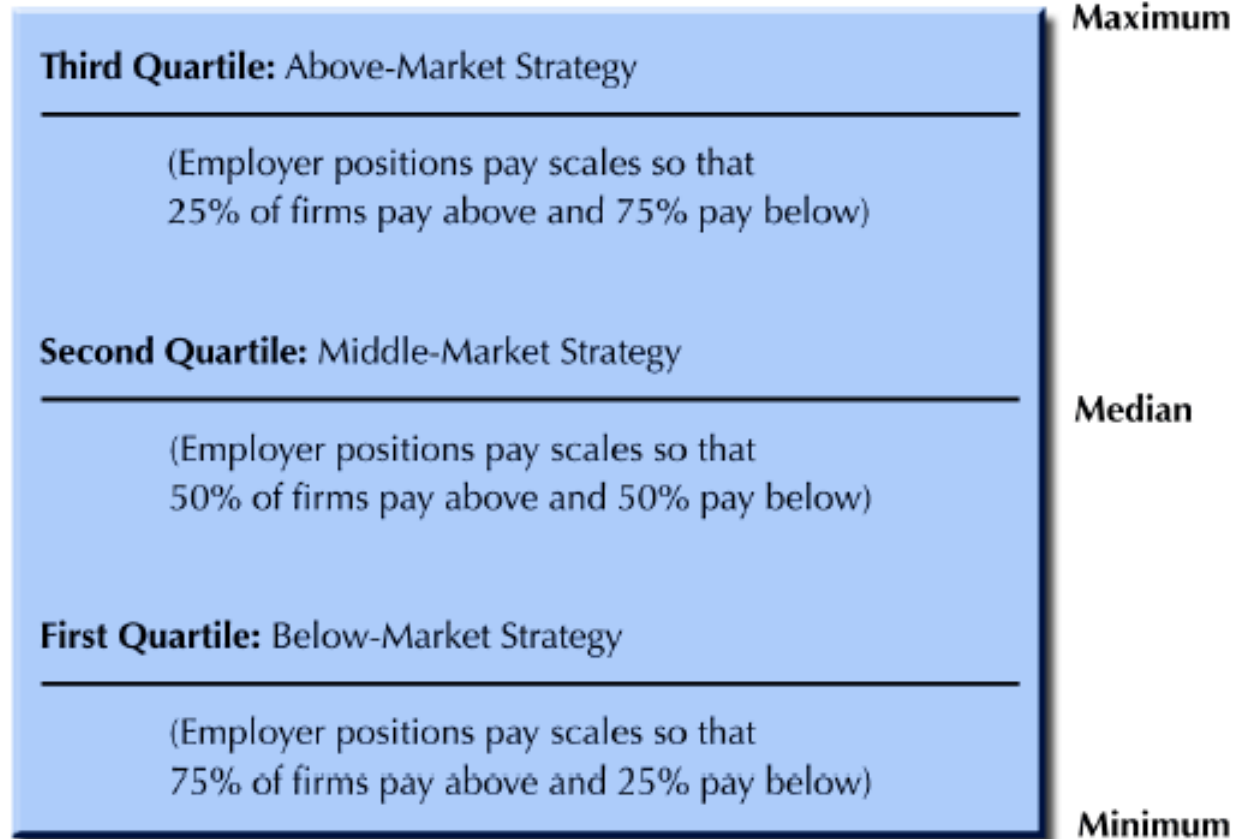 Maximum
Third Quartile: Above-Market Strategy
(Employer positions pay scales so that
25% of firms pay above and 75% pay below)
Second Quartile: Middle-Market Strategy
Median
(Employer positions pay scales so that
50% of firms pay above and 50% pay below)
First Quartile: Below-Market Strategy
(Employer positions pay scales so that
75% of firms pay above and 25% pay below)
Minimum